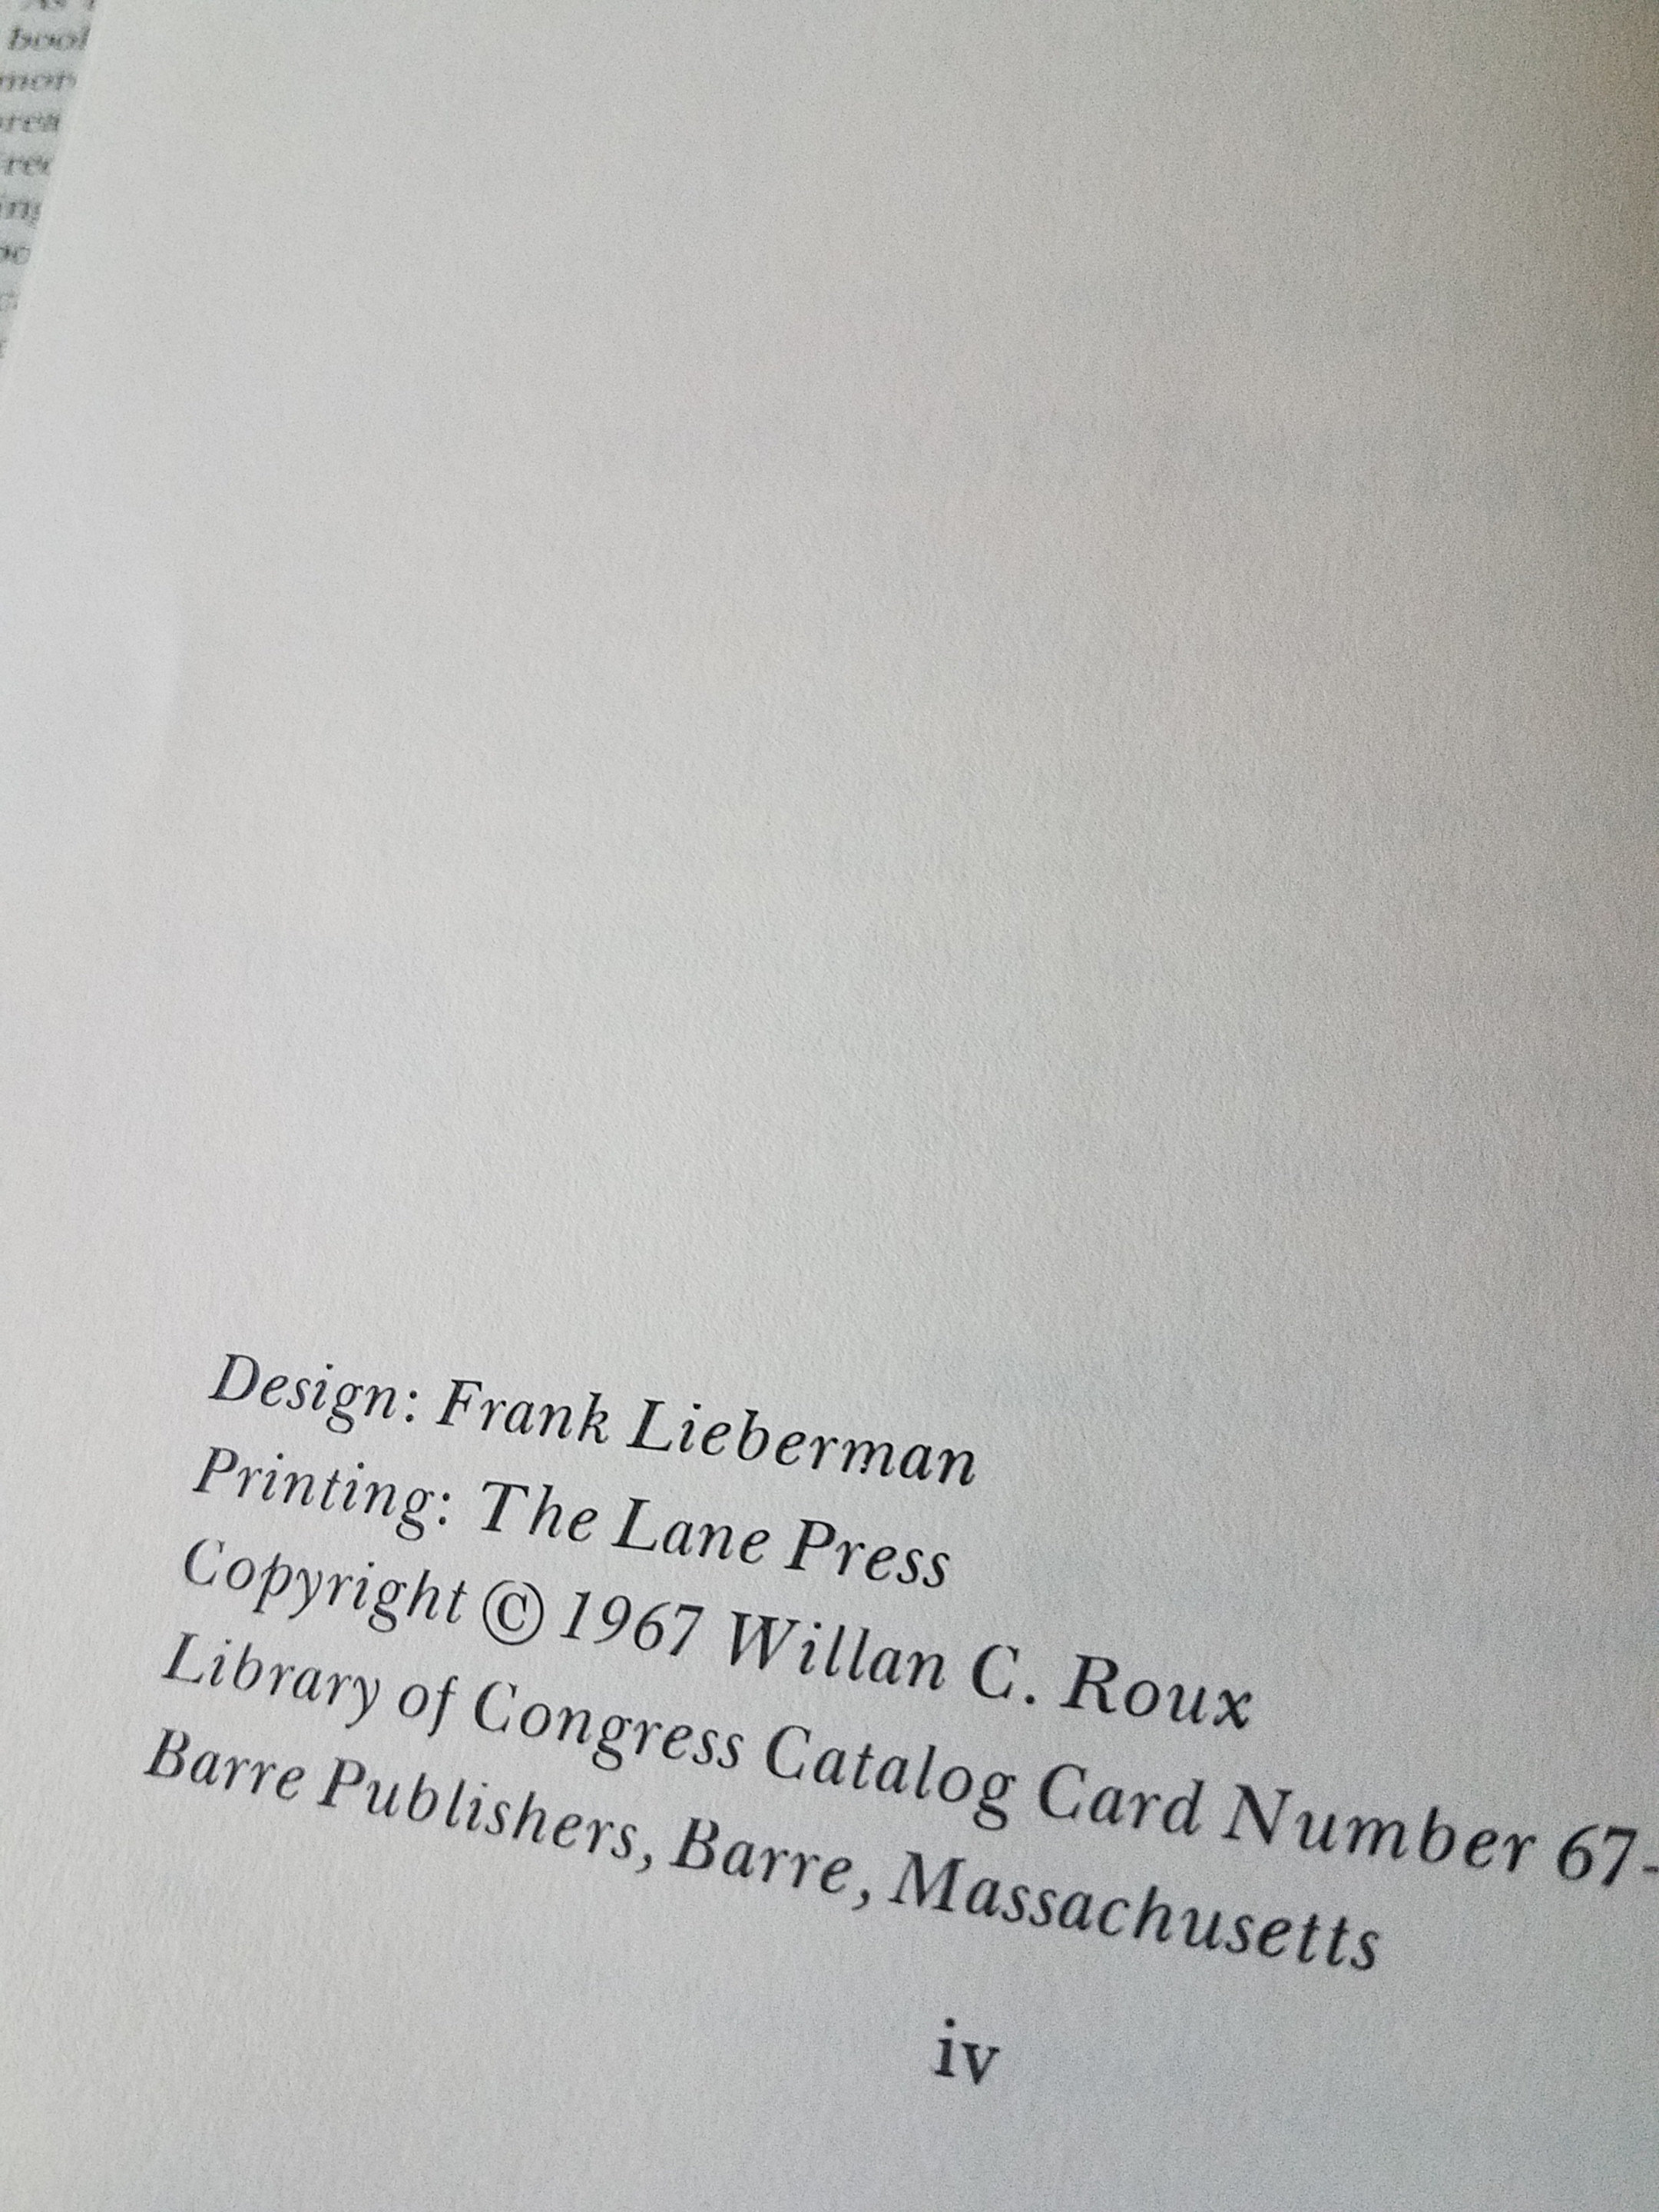 bool
Design: Frank Lieberman
Printing: The Lane Press
Copyright © 1967 Willan C. Roux
Library of Congress Catalog Card Number 67-
Barre Publishers, Barre, Massachusetts
iv